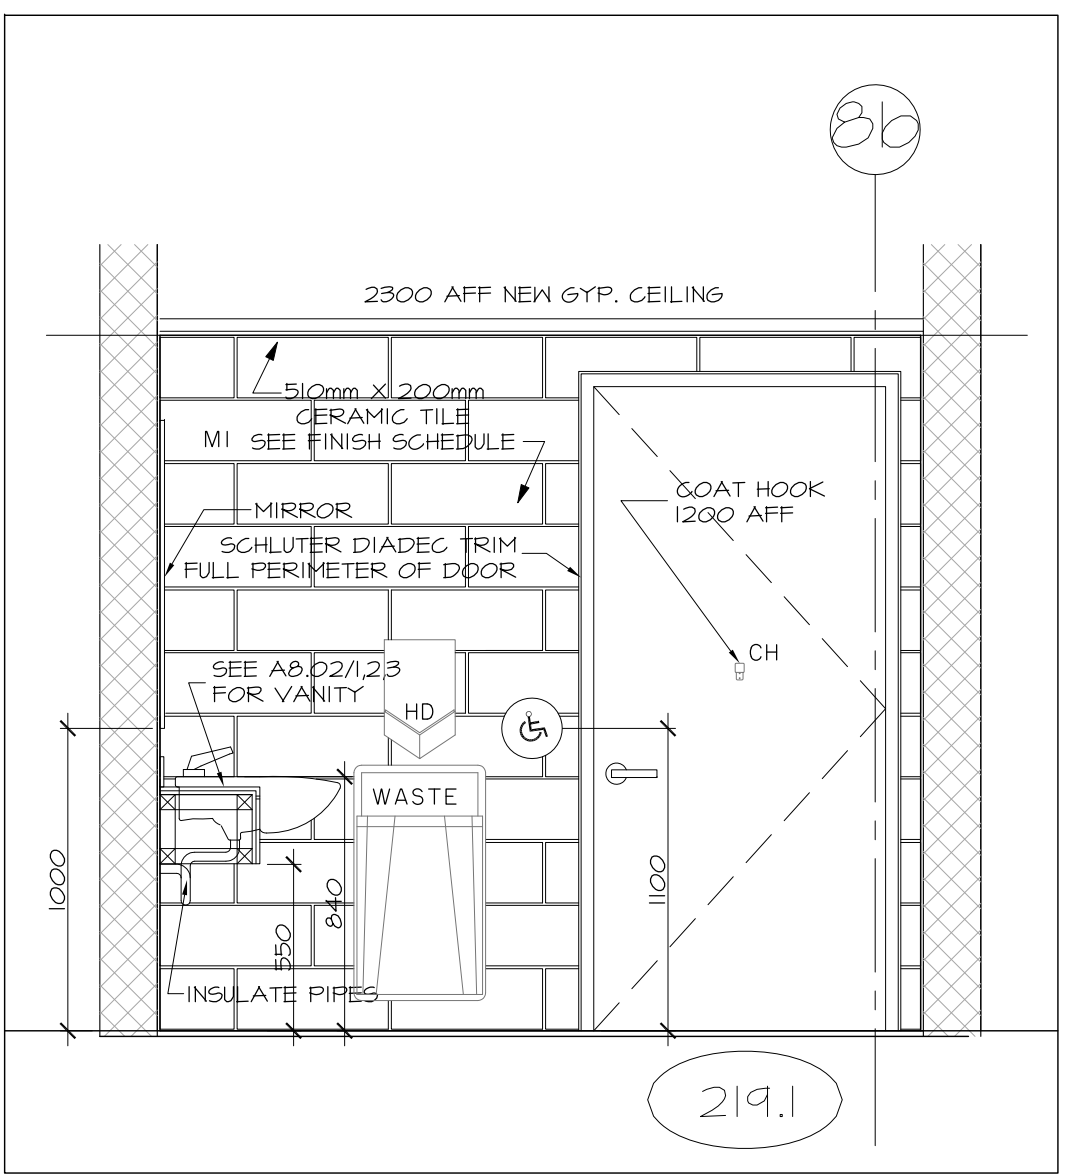 8b
2300 AFF NEW GYP. CEILING
510mm X 200mm
CERAMIC TILE
SEE FINISH SCHEDULE
MI
MIRROR
COAT HOOK
1200 AFF
SCHLUTER DIADEC TRIM
FULL PERIMETER OF DOOR
CH
SEE A8.02/1,2,3
FOR VANITY
HD
WASTE
1000
840
1100
550
INSULATE PIPES
219.1